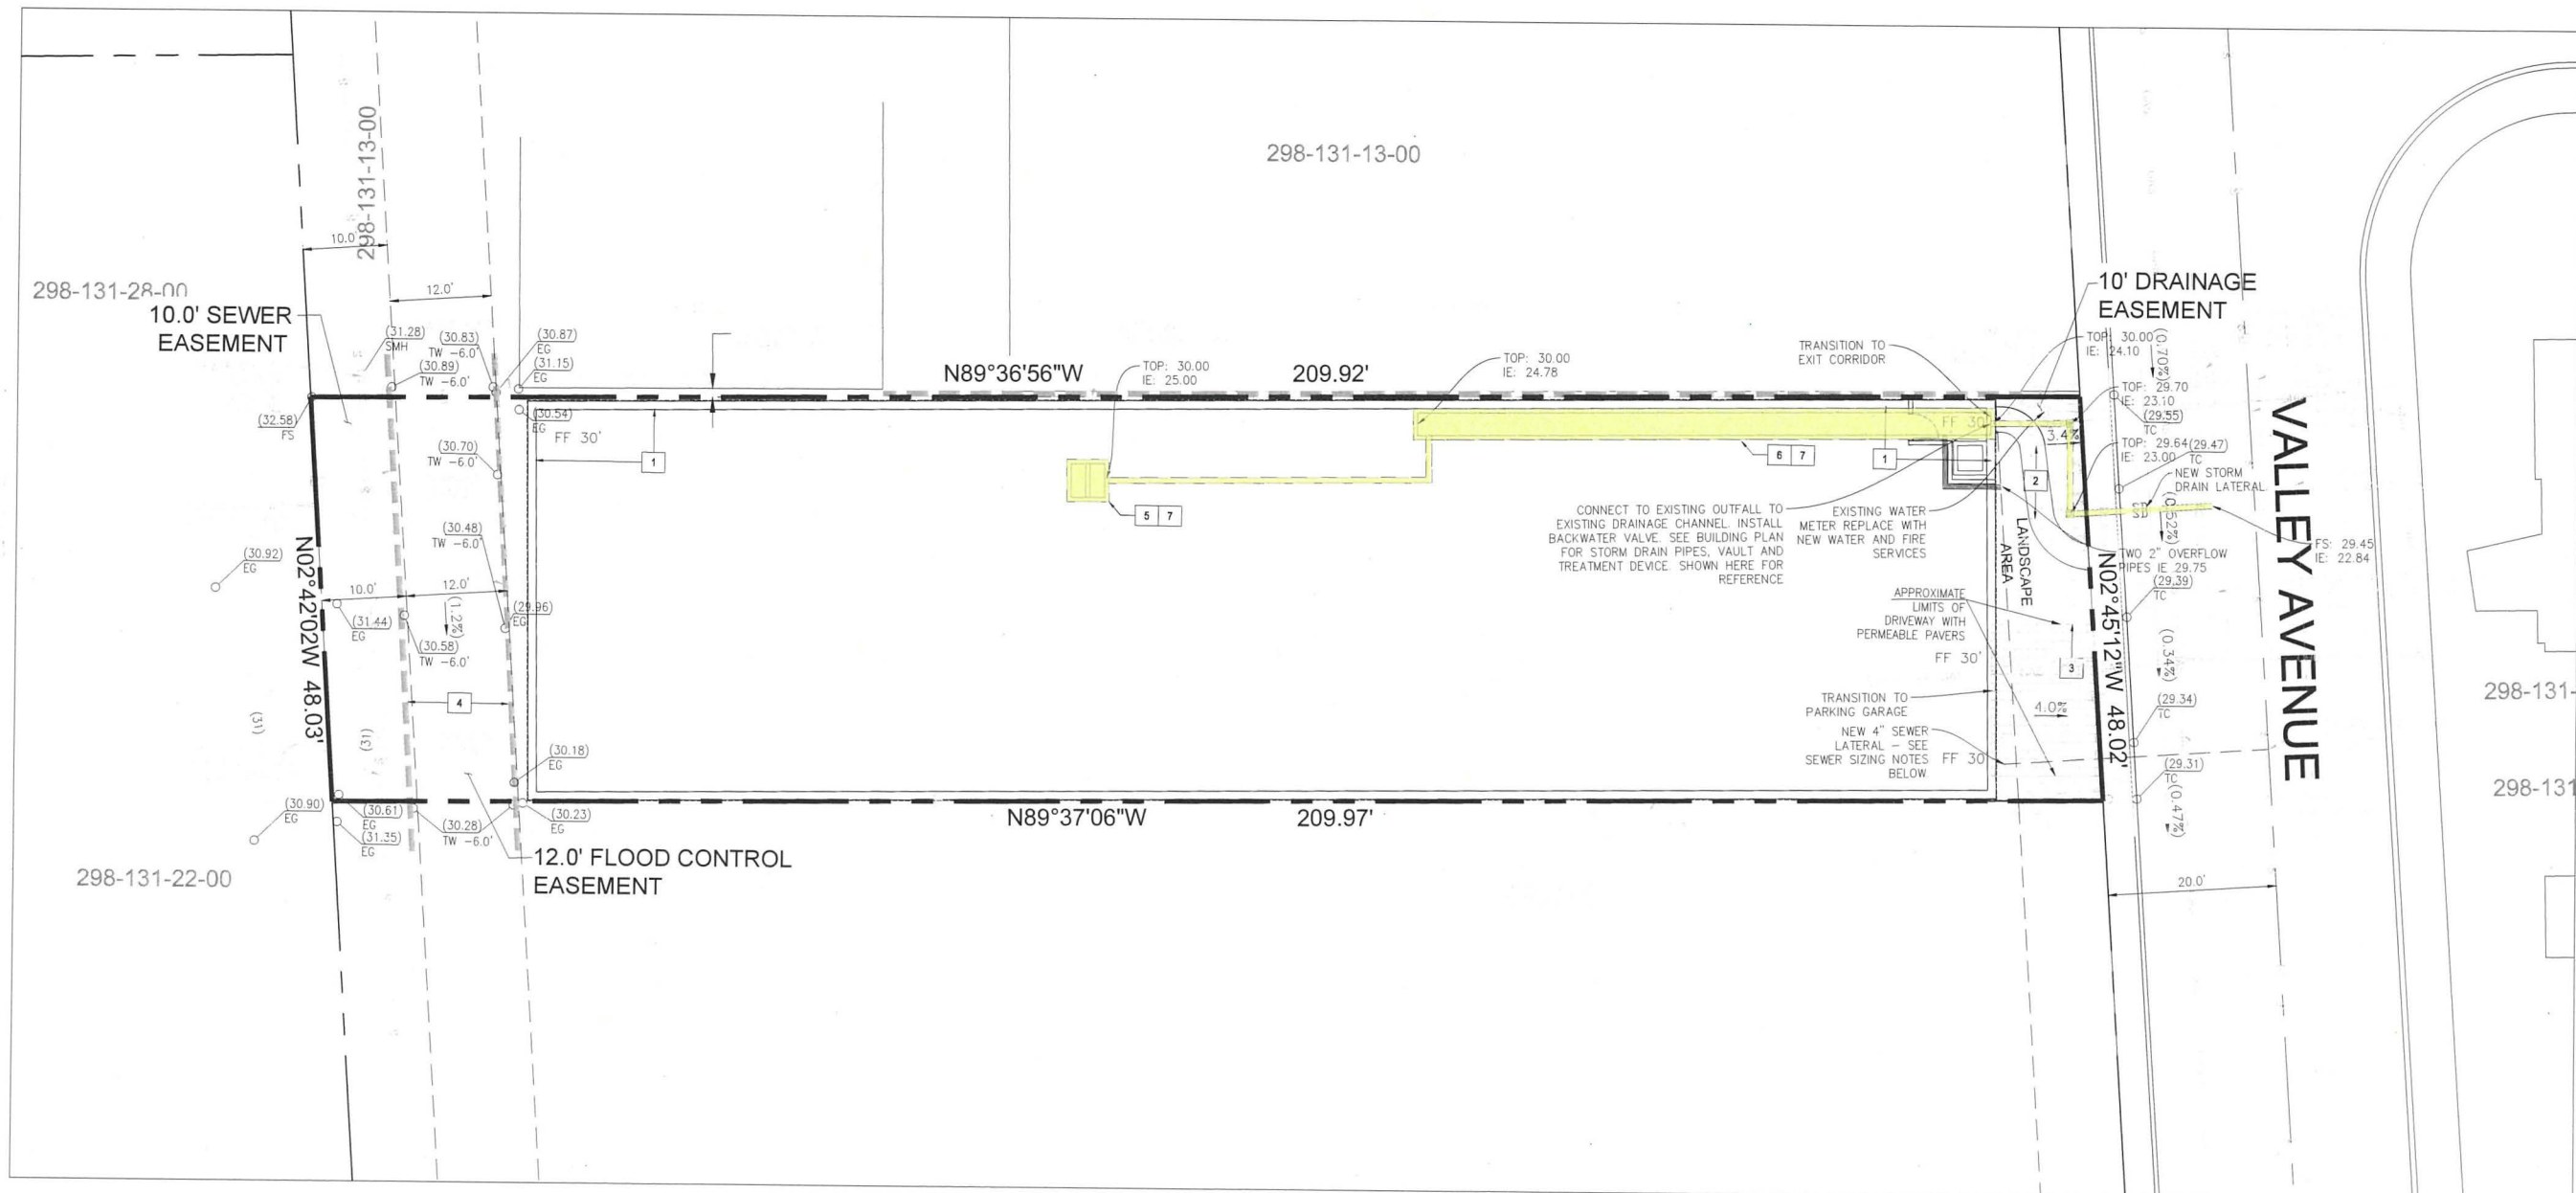 298-131-13-00
298-131-13-00
10.0'
12.0'
298-131-28-00
10.0' SEWER
EASEMENT
(31.28)
SMH
(30.83)
TW -6.0'
(30.87)
EG
(30.89)
TW -6.0'
(31.15)
EG
(32.58)
FS
(30.54)
EG
FF 30'
1
(30.70)
TW -6.0'
(30.48)
TW -6.0'
(30.92)
EG
10.0'
12.0'
(31.44)
EG
(1.2%)
(29.96)
EG
(30.58)
TW -6.0'
N02°42'02W 48.03'
4
(31)
(31)
(30.18)
EG
(30.90)
EG
(30.61)
EG
(31.35)
EG
(30.28)
TW -6.0'
(30.23)
EG
12.0' FLOOD CONTROL
EASEMENT
298-131-22-00
N89°36'56"W 209.92'
TOP: 30.00
IE: 25.00
TOP: 30.00
IE: 24.78
5 7
6 7
1
TRANSITION TO
EXIT CORRIDOR
FF 30'
CONNECT TO EXISTING OUTFALL TO
EXISTING DRAINAGE CHANNEL. INSTALL
BACKWATER VALVE. SEE BUILDING PLAN
FOR STORM DRAIN PIPES, VAULT AND
TREATMENT DEVICE. SHOWN HERE FOR
REFERENCE
EXISTING WATER
METER REPLACE WITH
NEW WATER AND FIRE
SERVICES
APPROXIMATE
LIMITS OF
DRIVEWAY WITH
PERMEABLE PAVERS
FF 30'
TRANSITION TO
PARKING GARAGE
NEW 4" SEWER
LATERAL – SEE
SEWER SIZING NOTES
BELOW
FF 30'
N89°37'06"W 209.97'
LANDSCAPE
AREA
2
3
3.4%
4.0%
10' DRAINAGE
EASEMENT
TOP: 30.00
IE: 24.10
(0.70%)
TOP: 29.70
IE: 23.10
(29.55)
TC
TOP: 29.64
IE: 23.00
(29.47)
TC
NEW STORM
DRAIN LATERAL
SD
(0.52%)
FS: 29.45
IE: 22.84
TWO 2" OVERFLOW
PIPES IE 29.75
(29.39)
TC
N02°45'12"W 48.02'
(0.34%)
(29.34)
TC
(29.31)
TC
(0.47%)
20.0'
VALLEY AVENUE
298-131-
298-131